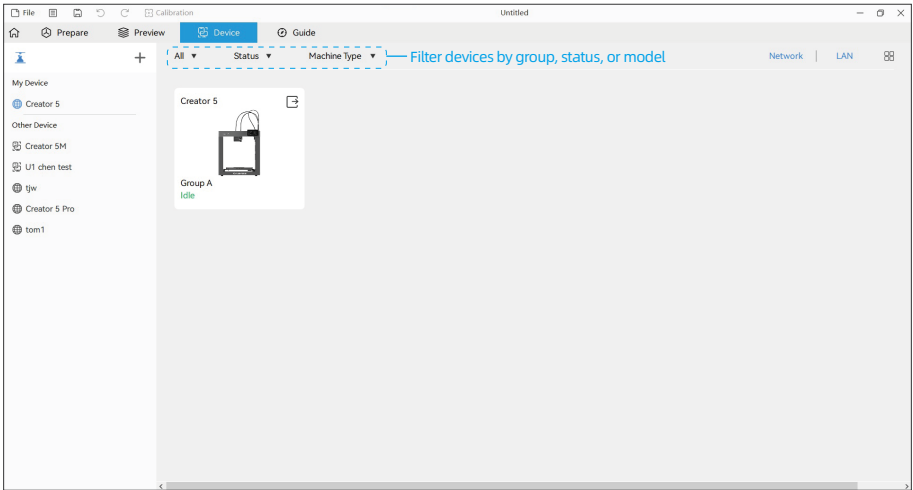 File
Calibration
Untitled
Prepare
Preview
Device
Guide
All
Status
Machine Type
Filter devices by group, status, or model
Network
LAN
My Device
Creator 5
Other Device
Creator 5M
U1 chen test
tjw
Creator 5 Pro
tom1
Creator 5
Group A
Idle